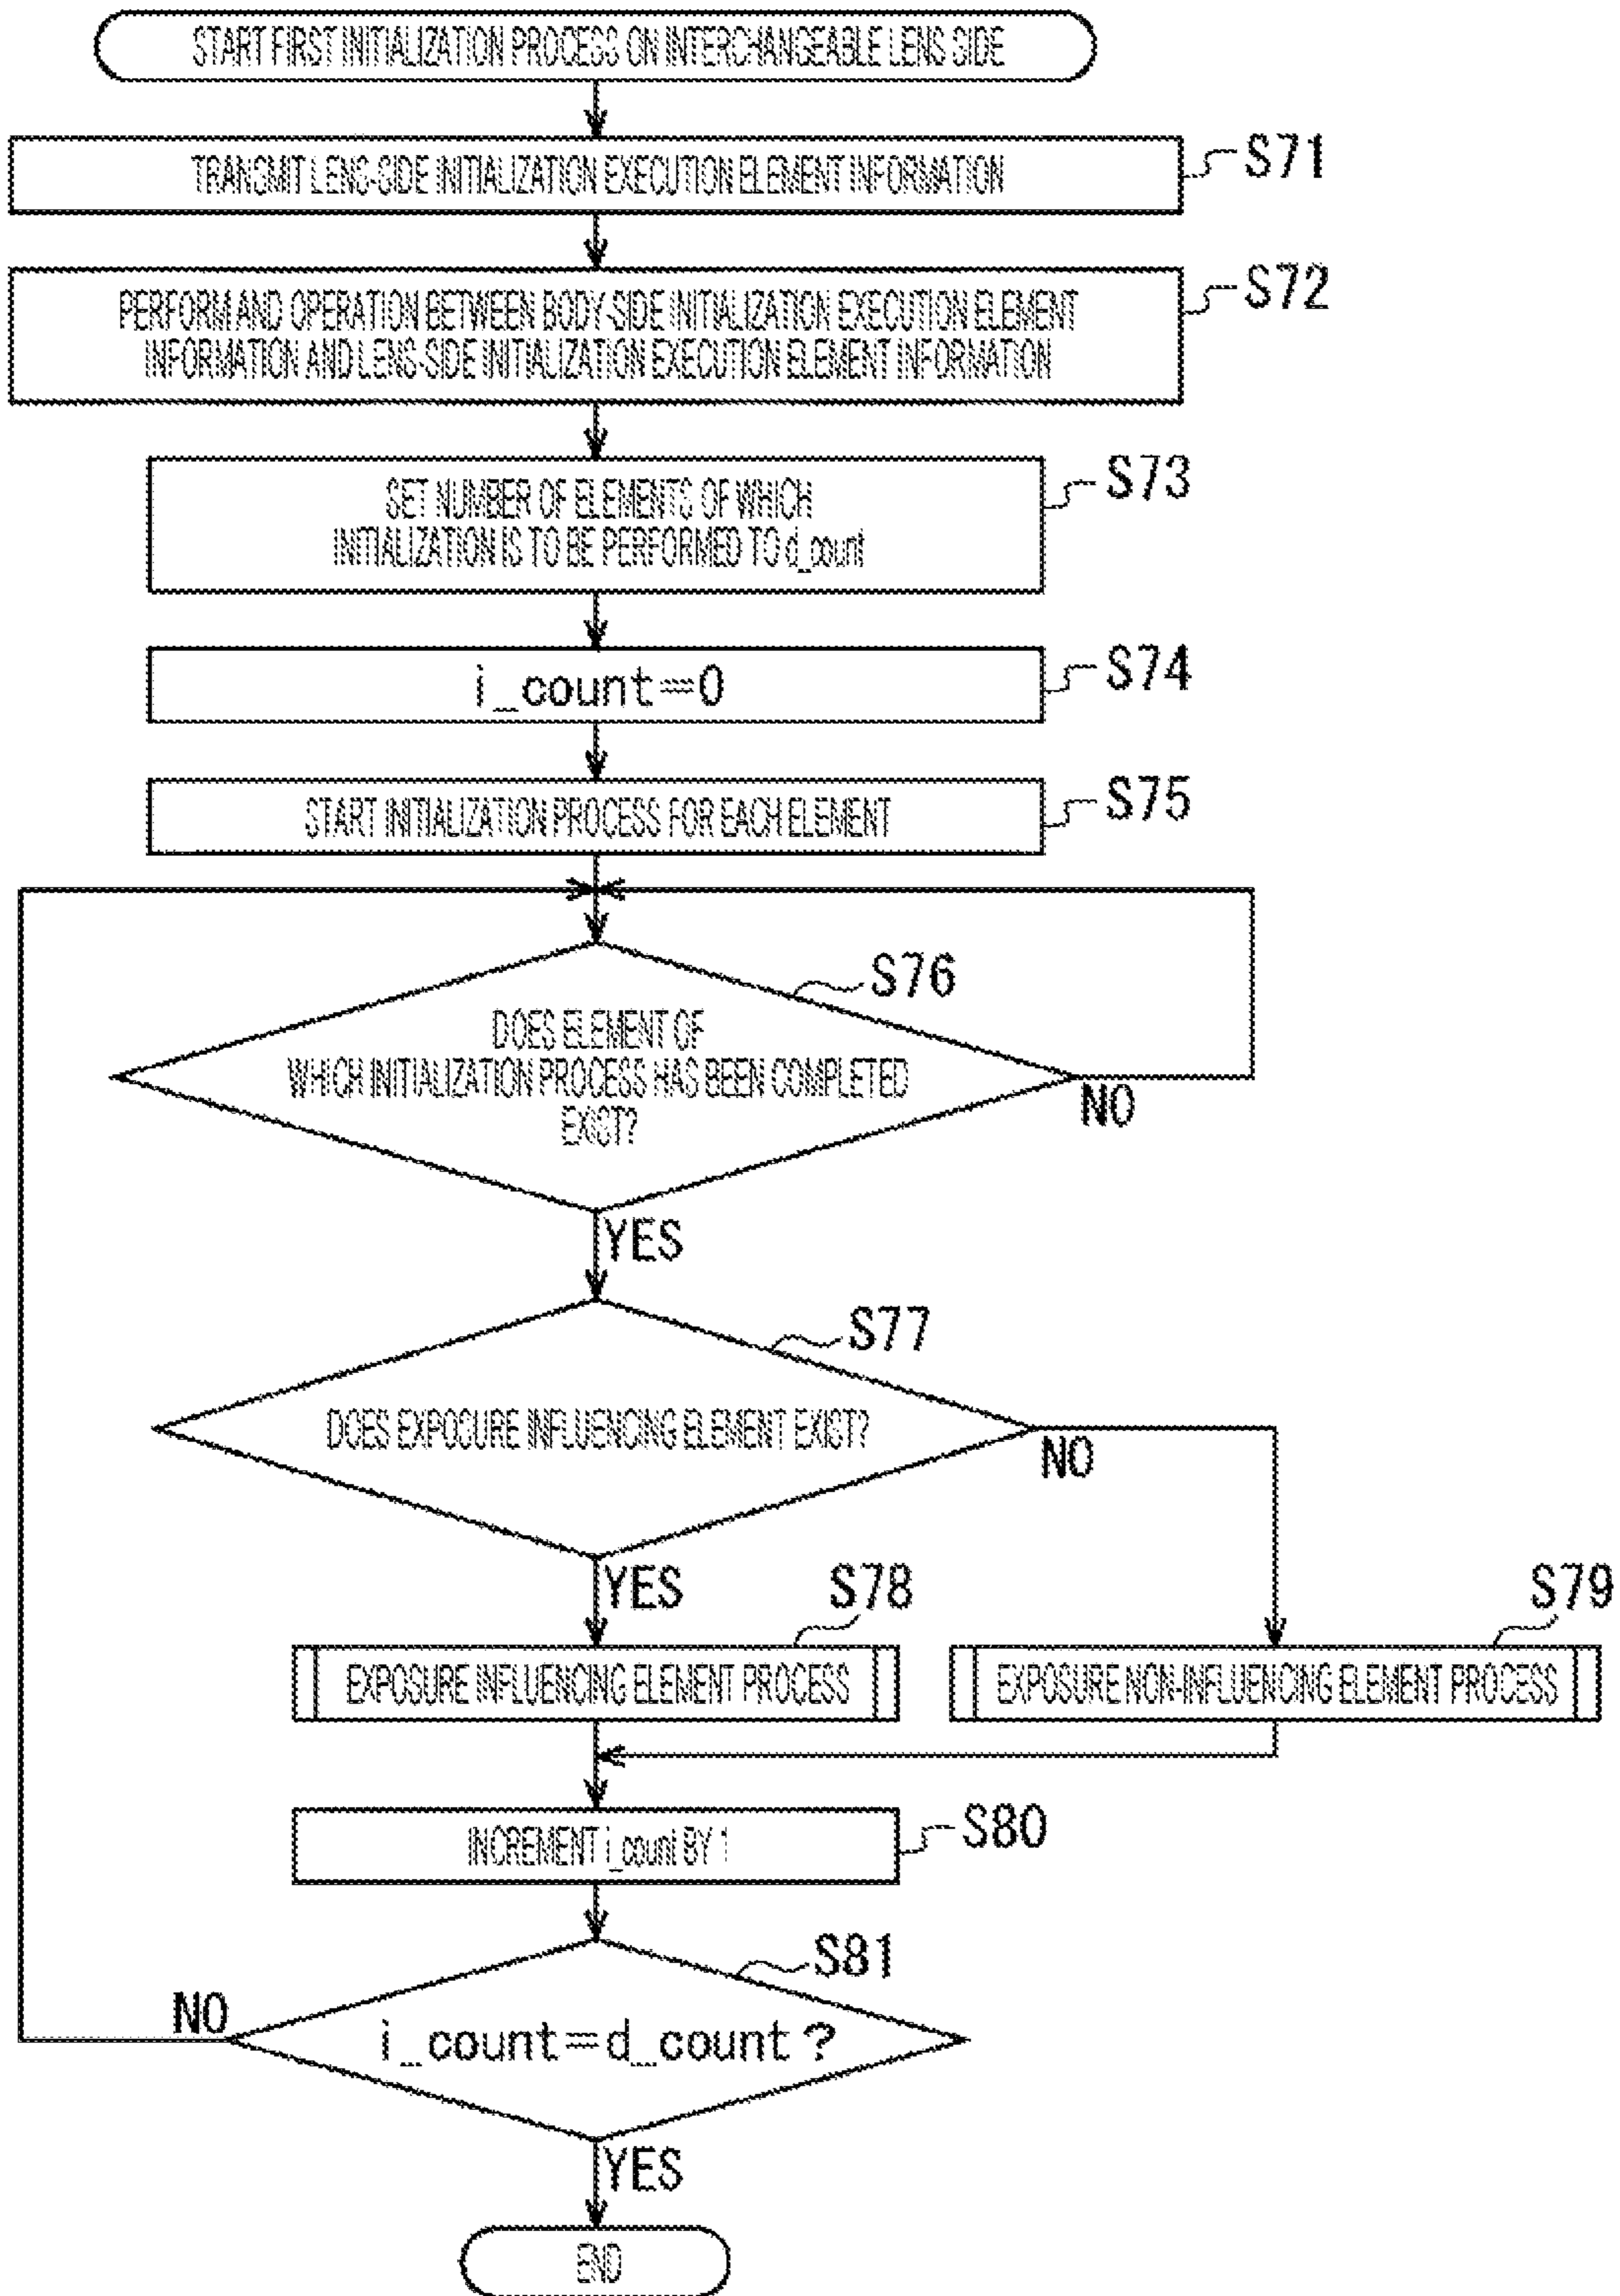 START FIRST INITIALIZATION PROCESS ON INTERCHANGEABLE LENS SIDE
TRANSMIT LENS-SIDE INITIALIZATION EXECUTION ELEMENT INFORMATION
S71
PERFORM AND OPERATION BETWEEN BODY-SIDE INITIALIZATION EXECUTION ELEMENT
INFORMATION AND LENS-SIDE INITIALIZATION EXECUTION ELEMENT INFORMATION
S72
SET NUMBER OF ELEMENTS OF WHICH
INITIALIZATION IS TO BE PERFORMED TO d_count
S73
i_count=0
S74
START INITIALIZATION PROCESS FOR EACH ELEMENT
S75
S76
DOES ELEMENT OF
WHICH INITIALIZATION PROCESS HAS BEEN COMPLETED
EXIST?
NO
YES
S77
DOES EXPOSURE INFLUENCING ELEMENT EXIST?
NO
YES
S78
S79
EXPOSURE INFLUENCING ELEMENT PROCESS
EXPOSURE NON-INFLUENCING ELEMENT PROCESS
INCREMENT i_count BY 1
S80
S81
NO
i_count=d_count?
YES
END